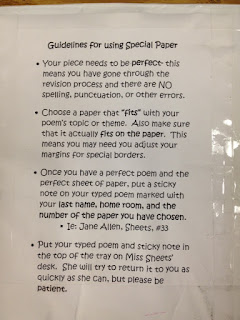 Guidelines for using Special Paper
• Your piece needs to be perfect- this
means you have gone through the
revision process and there are NO
spelling, punctuation, or other errors.
• Choose a paper that "fits" with your
poem's topic or theme. Also make sure
that it actually fits on the paper. This
means you may need you adjust your
margins for special borders.
• Once you have a perfect poem and the
perfect sheet of paper, put a sticky
note on your typed poem marked with
your last name, home room, and the
number of the paper you have chosen.
• Ie: Jane Allen, Sheets, #33
• Put your typed poem and sticky note in
the top of the tray on Miss Sheets'
desk. She will try to return it to you as
quickly as she can, but please be
patient.